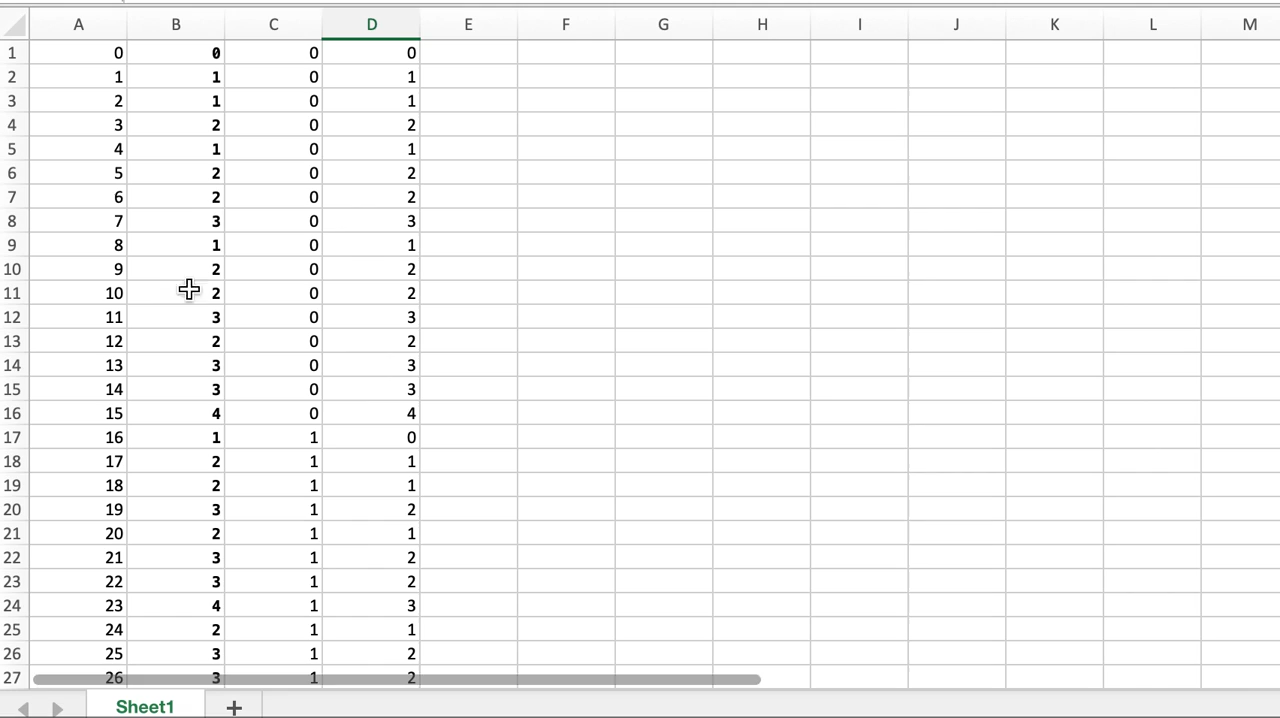 A B C D E F G H I J K L M
1 0 0 0 0
2 1 1 0 1
3 2 1 0 1
4 3 2 0 2
5 4 1 0 1
6 5 2 0 2
7 6 2 0 2
8 7 3 0 3
9 8 1 0 1
10 9 2 0 2
11 10 2 0 2
12 11 3 0 3
13 12 2 0 2
14 13 3 0 3
15 14 3 0 3
16 15 4 0 4
17 16 1 1 0
18 17 2 1 1
19 18 2 1 1
20 19 3 1 2
21 20 2 1 1
22 21 3 1 2
23 22 3 1 2
24 23 4 1 3
25 24 2 1 1
26 25 3 1 2
27 26 3 1 2
Sheet1 +